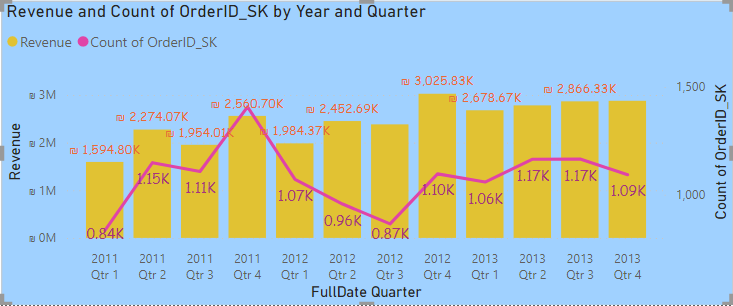 Revenue and Count of OrderID_SK by Year and Quarter
Revenue Count of OrderID_SK
₪ 3,025.83K
₪ 2,678.67K
₪ 2,866.33K
₪ 2,560.70K
₪ 2,452.69K
₪ 2,274.07K
₪ 1,954.01K
₪ 1,984.37K
₪ 1,594.80K
1.15K
1.11K
1.07K
0.96K
0.87K
1.10K
1.06K
1.17K
1.17K
1.09K
0.84K
Revenue
₪ 3M
₪ 2M
₪ 1M
₪ 0M
1,500
1,000
Count of OrderID_SK
2011 2011 2011 2011 2012 2012 2012 2012 2013 2013 2013 2013
Qtr 1 Qtr 2 Qtr 3 Qtr 4 Qtr 1 Qtr 2 Qtr 3 Qtr 4 Qtr 1 Qtr 2 Qtr 3 Qtr 4
FullDate Quarter